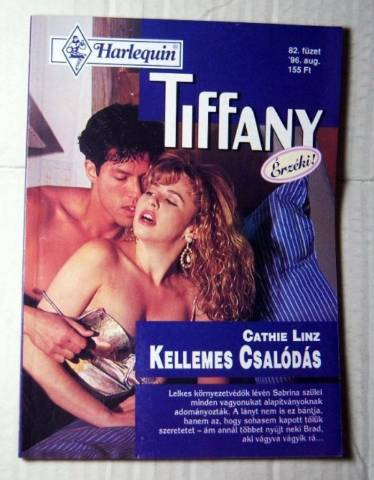 Harlequin®
82. füzet
'96. aug.
155 Ft
TIFFANY
Érzéki!
CATHIE LINZ
KELLEMES CSALÓDÁS
Lelkes környezetvédők lévén Sabrina szülei
minden vagyonukat alapítványoknak
adományozták. A lányt nem is ez bántja,
hanem az, hogy sohasem kapott tőlük
szeretetet – ám annál többet nyújt neki Brad,
aki vágyva vágyik rá...